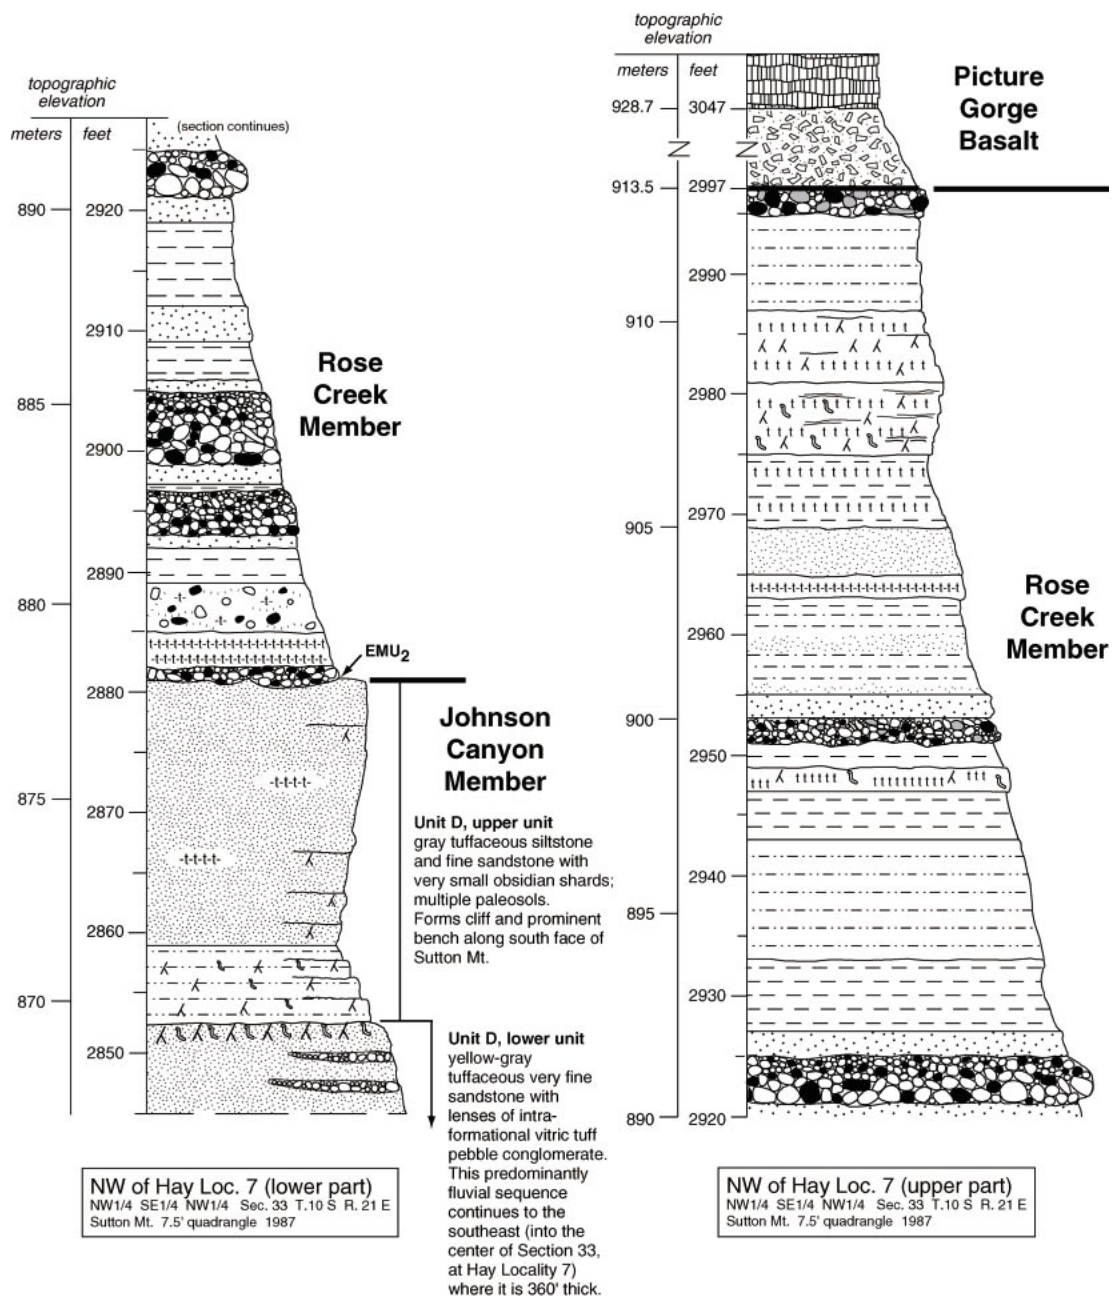 topographic
elevation
meters feet
(section continues)
890
2920
2910
885
2900
2890
880
2880
875
2870
2860
870
2850
Rose
Creek
Member
EMU2
Johnson
Canyon
Member
Unit D, upper unit
gray tuffaceous siltstone
and fine sandstone with
very small obsidian shards;
multiple paleosols.
Forms cliff and prominent
bench along south face of
Sutton Mt.
Unit D, lower unit
yellow-gray
tuffaceous very fine
sandstone with
lenses of intra-
formational vitric tuff
pebble conglomerate.
This predominantly
fluvial sequence
continues to the
southeast (into the
center of Section 33,
at Hay Locality 7)
where it is 360' thick.
NW of Hay Loc. 7 (lower part)
NW1/4 SE1/4 NW1/4 Sec. 33 T.10 S R. 21 E
Sutton Mt. 7.5' quadrangle 1987
topographic
elevation
meters feet
928.7 3047
913.5 2997
2990
910
2980
905
2970
2960
900
2950
2940
895
2930
890 2920
Picture
Gorge
Basalt
Rose
Creek
Member
NW of Hay Loc. 7 (upper part)
NW1/4 SE1/4 NW1/4 Sec. 33 T.10 S R. 21 E
Sutton Mt. 7.5' quadrangle 1987